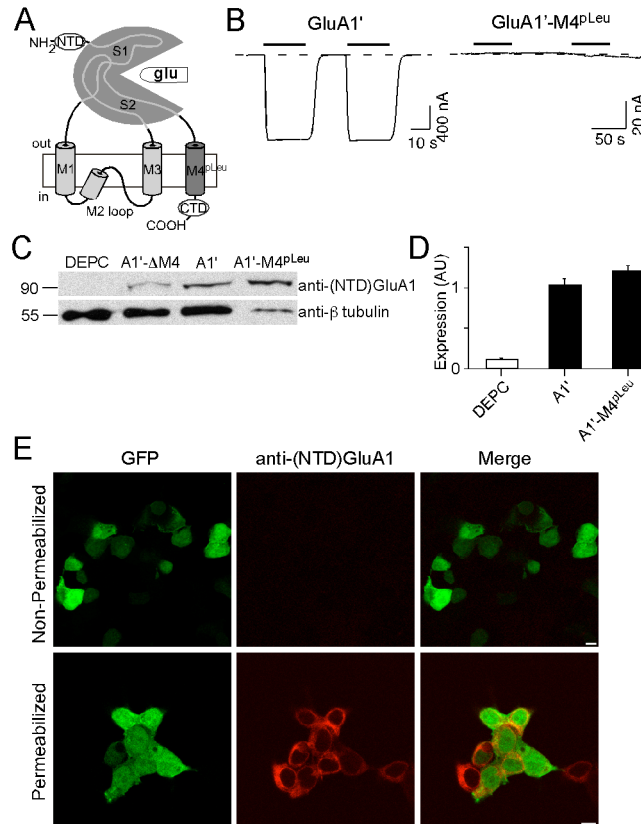 A
NH2 NTD
S1
glu
S2
out
M1
M3
M4pLeu
in
M2 loop
CTD
COOH
B
GluA1'
GluA1'-M4pLeu
400 nA
10 s
20 nA
50 s
C
DEPC A1'-ΔM4 A1' A1'-M4pLeu
90
anti-(NTD)GluA1
55
anti-β tubulin
D
Expression (AU)
1
0
DEPC
A1'
A1'-M4pLeu
E
GFP anti-(NTD)GluA1 Merge
Non-Permeabilized
Permeabilized